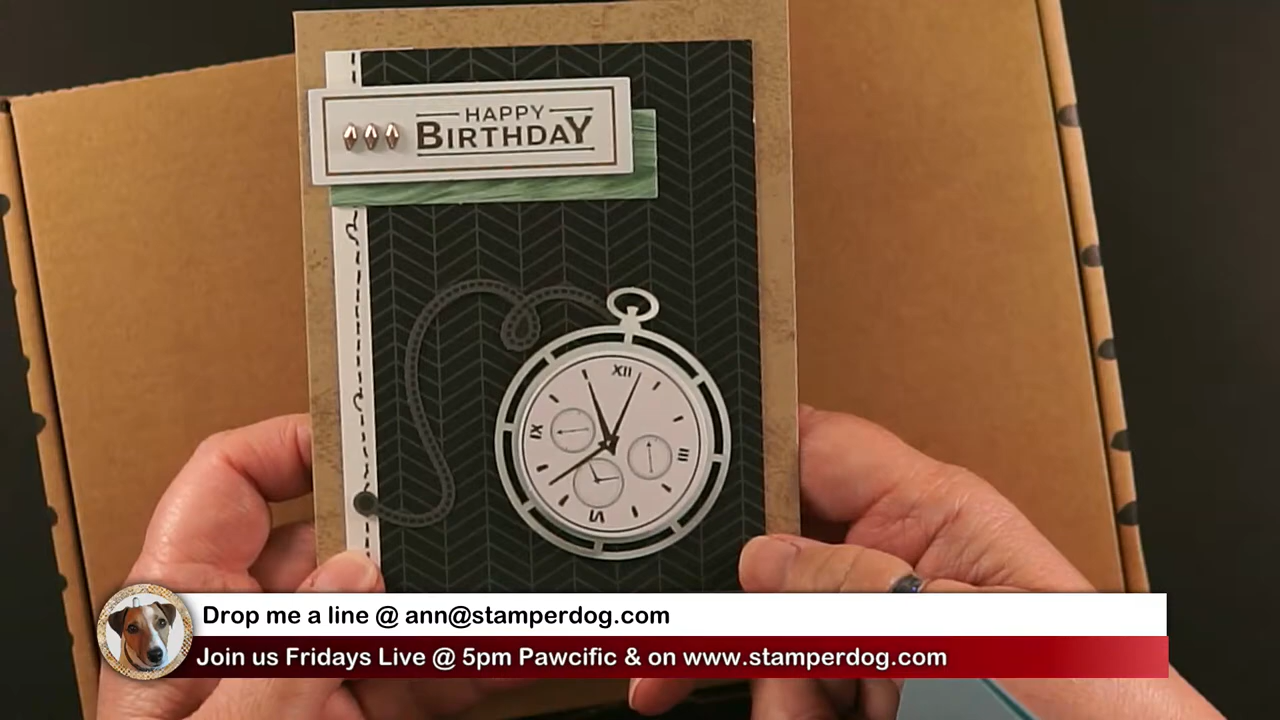 HAPPY
BIRTHDAY
XII
III
VI
IX
Drop me a line @ ann@stamperdog.com
Join us Fridays Live @ 5pm Pawcific & on www.stamperdog.com